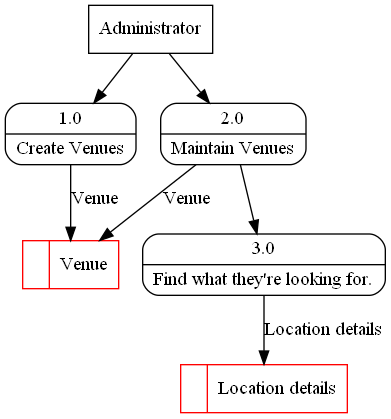 Administrator
1.0
Create Venues
2.0
Maintain Venues
Venue
Venue
Venue
3.0
Find what they're looking for.
Location details
Location details